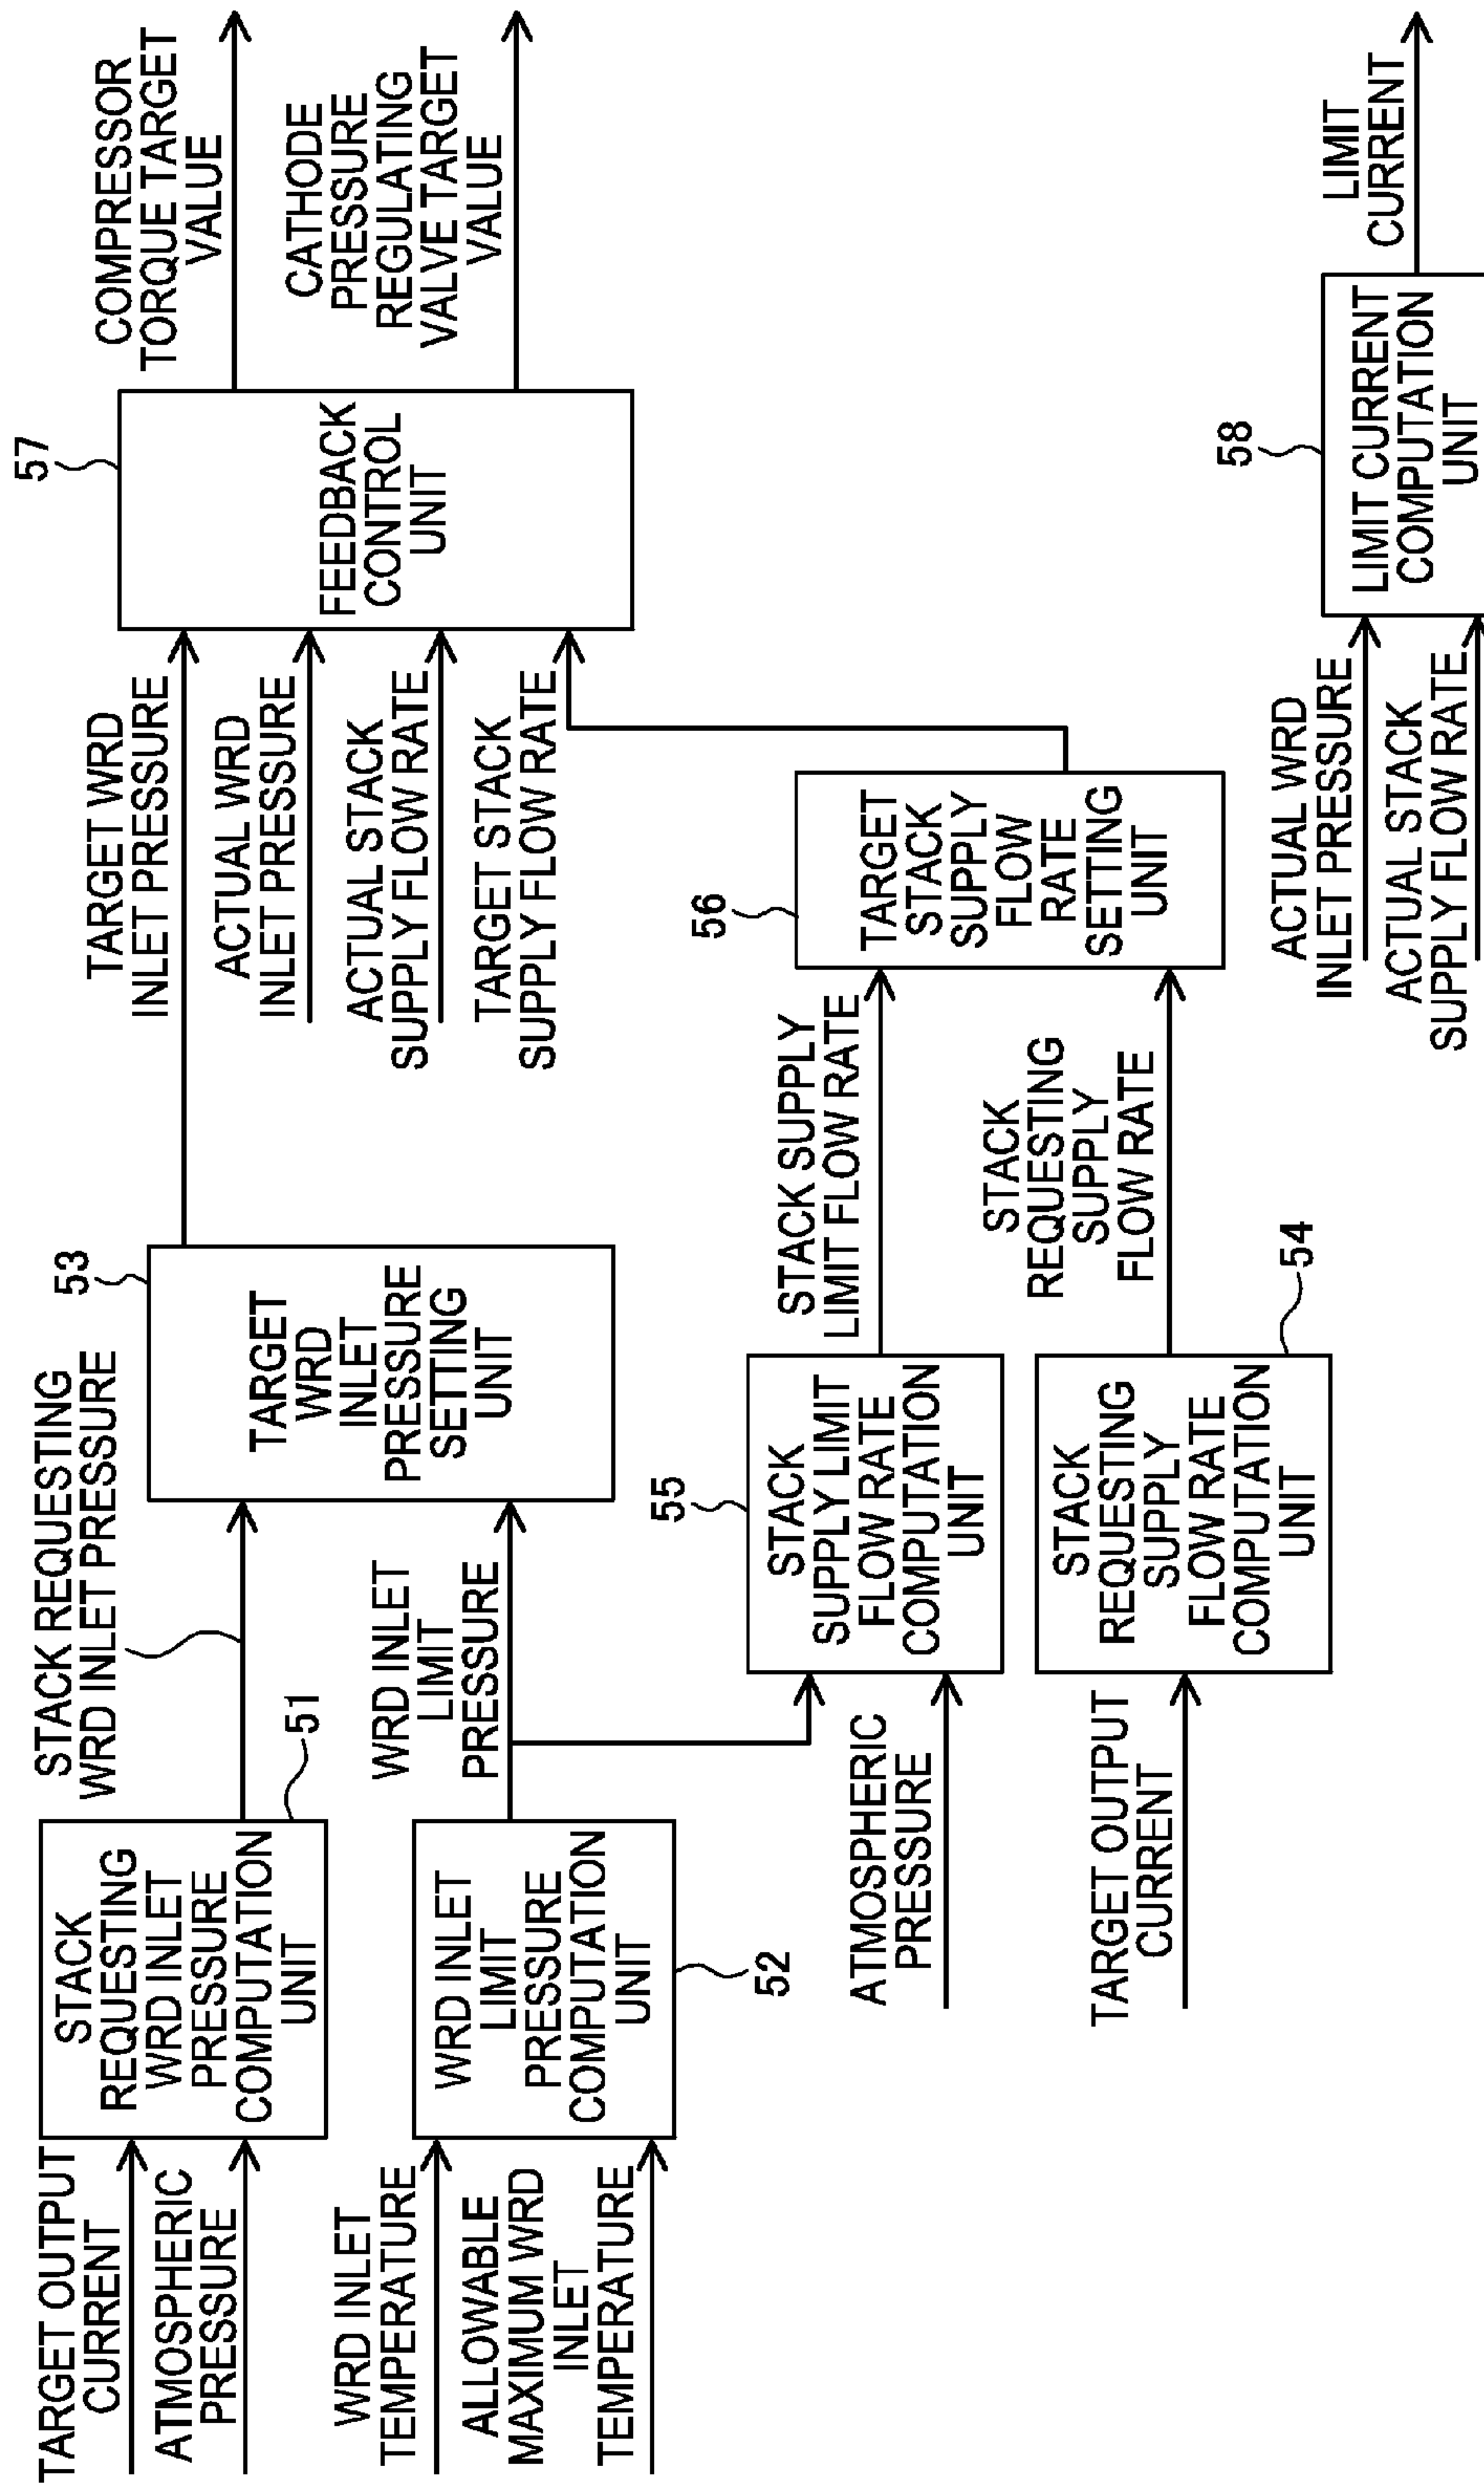 TARGET OUTPUT
CURRENT
ATMOSPHERIC
PRESSURE
STACK
REQUESTING
WRD INLET
PRESSURE
COMPUTATION
UNIT
51
STACK REQUESTING
WRD INLET PRESSURE
WRD INLET
TEMPERATURE
ALLOWABLE
MAXIMUM WRD
INLET
TEMPERATURE
WRD INLET
LIMIT
PRESSURE
COMPUTATION
UNIT
52
WRD INLET
LIMIT
PRESSURE
TARGET
WRD
INLET
PRESSURE
SETTING
UNIT
53
TARGET WRD
INLET PRESSURE
ACTUAL WRD
INLET PRESSURE
ACTUAL STACK
SUPPLY FLOW RATE
TARGET STACK
SUPPLY FLOW RATE
FEEDBACK
CONTROL
UNIT
57
COMPRESSOR
TORQUE TARGET
VALUE
CATHODE
PRESSURE
REGULATING
VALVE TARGET
VALUE
ATMOSPHERIC
PRESSURE
STACK
SUPPLY LIMIT
FLOW RATE
COMPUTATION
UNIT
55
STACK SUPPLY
LIMIT FLOW RATE
TARGET OUTPUT
CURRENT
STACK
REQUESTING
SUPPLY
FLOW RATE
COMPUTATION
UNIT
54
STACK
REQUESTING
SUPPLY
FLOW RATE
TARGET
STACK
SUPPLY
FLOW
RATE
SETTING
UNIT
56
ACTUAL WRD
INLET PRESSURE
ACTUAL STACK
SUPPLY FLOW RATE
LIMIT CURRENT
COMPUTATION
UNIT
58
LIMIT
CURRENT